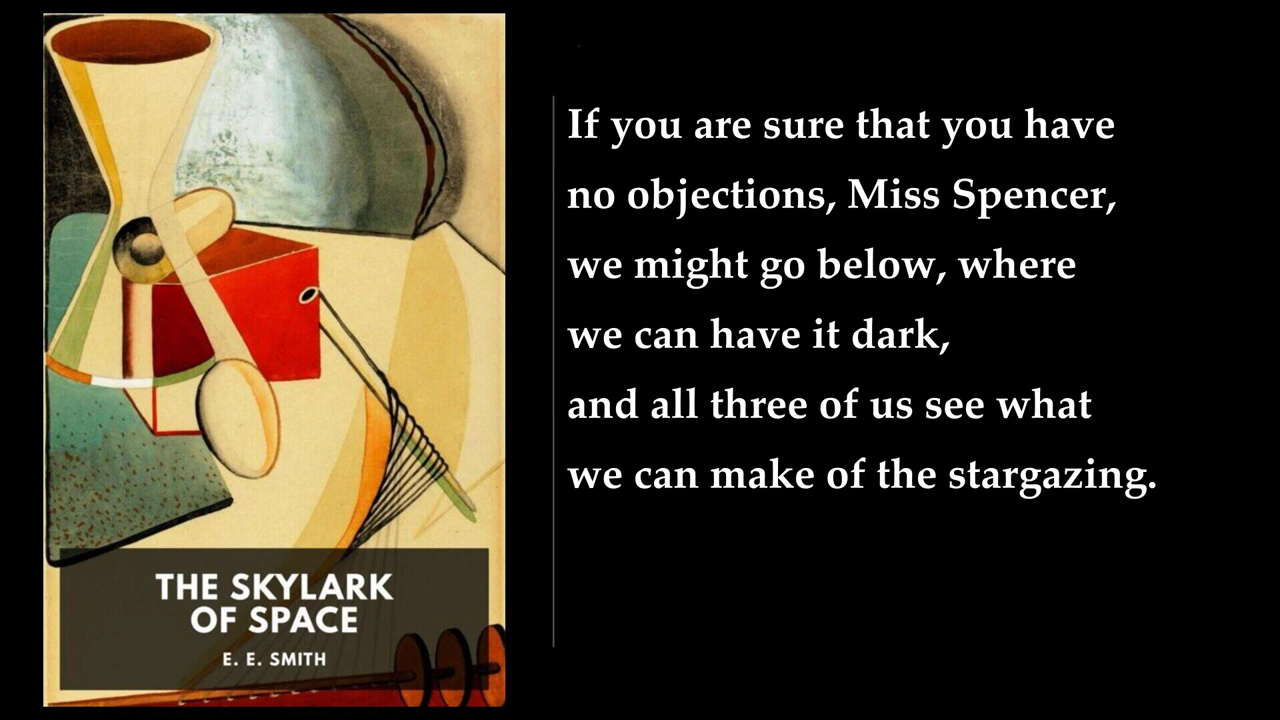 THE SKYLARK
OF SPACE
E. E. SMITH
If you are sure that you have
no objections, Miss Spencer,
we might go below, where
we can have it dark,
and all three of us see what
we can make of the stargazing.